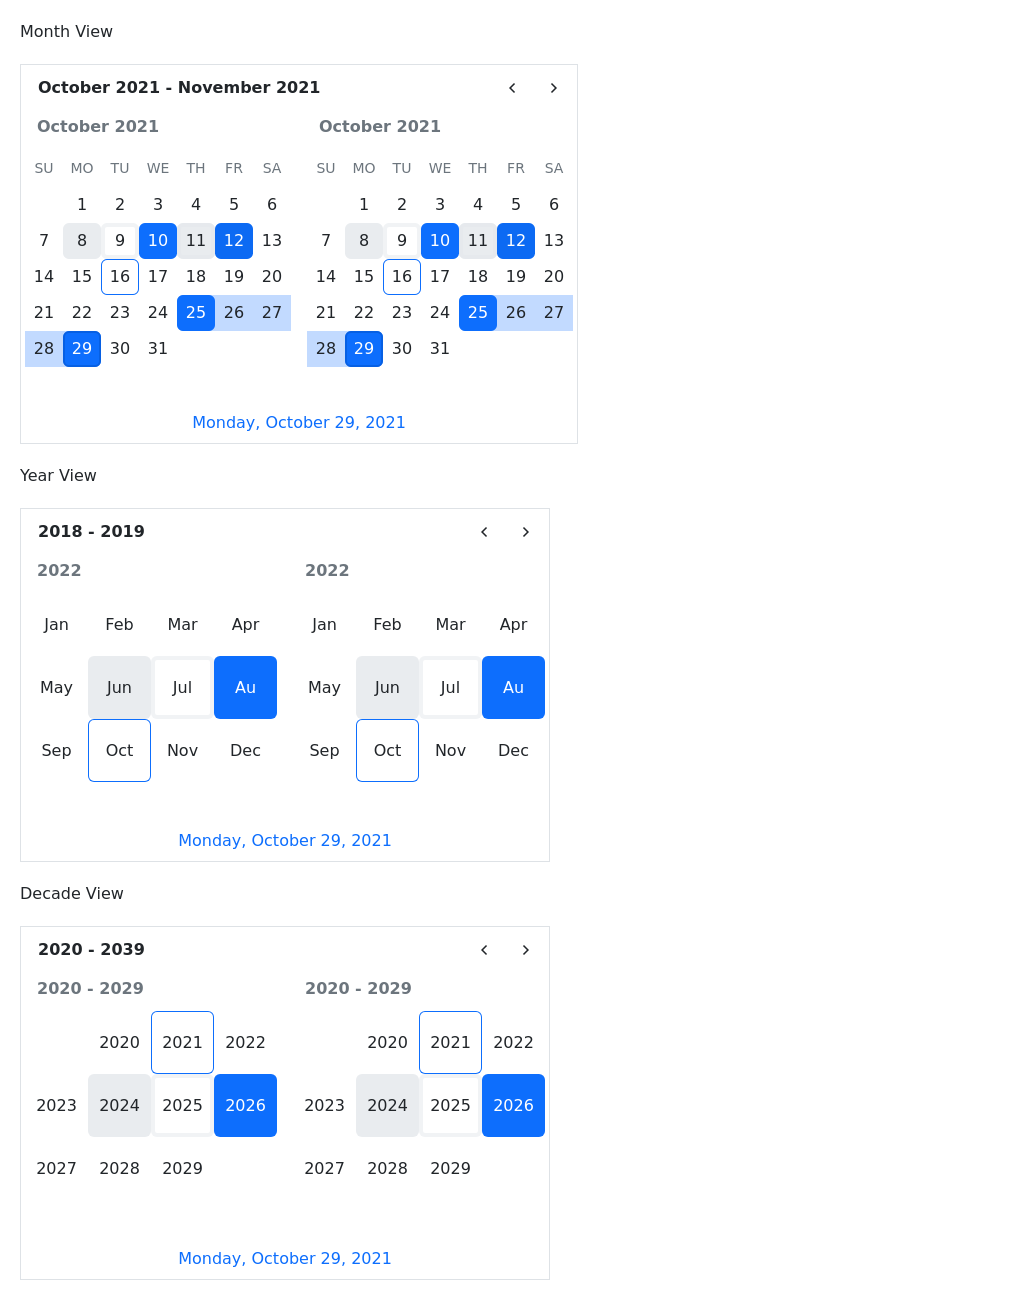 Month View
October 2021 - November 2021
October 2021 October 2021
SU MO TU WE TH FR SA SU MO TU WE TH FR SA
1 2 3 4 5 6 1 2 3 4 5 6
7 8 9 10 11 12 13 7 8 9 10 11 12 13
14 15 16 17 18 19 20 14 15 16 17 18 19 20
21 22 23 24 25 26 27 21 22 23 24 25 26 27
28 29 30 31 28 29 30 31
Monday, October 29, 2021
Year View
2018 - 2019
2022 2022
Jan Feb Mar Apr Jan Feb Mar Apr
May Jun Jul Au May Jun Jul Au
Sep Oct Nov Dec Sep Oct Nov Dec
Monday, October 29, 2021
Decade View
2020 - 2039
2020 - 2029 2020 - 2029
2020 2021 2022 2020 2021 2022
2023 2024 2025 2026 2023 2024 2025 2026
2027 2028 2029 2027 2028 2029
Monday, October 29, 2021